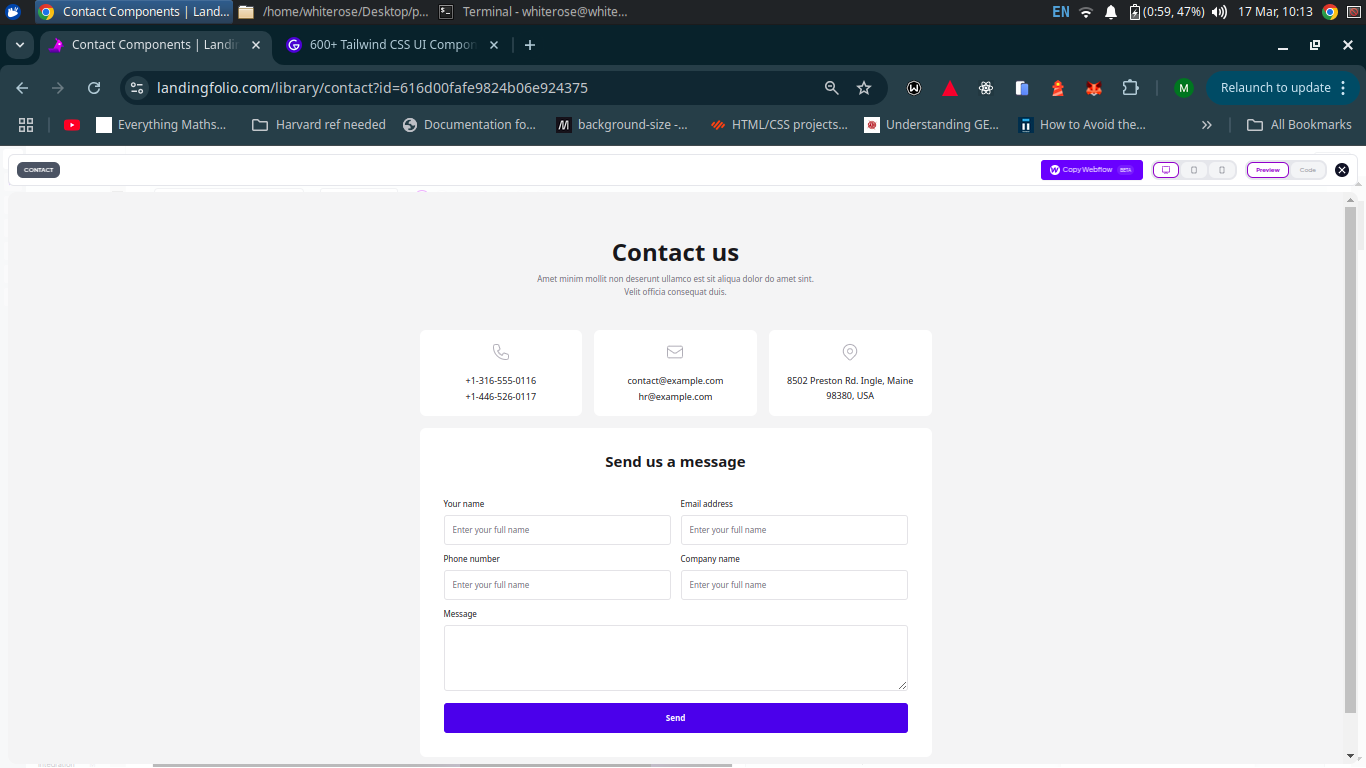 Contact Components | Land...
/home/whiterose/Desktop/p...
Terminal - whiterose@white...
EN
(0:59, 47%)
17 Mar, 10:13
Contact Components | Landi
600+ Tailwind CSS UI Compon
landingfolio.com/library/contact?id=616d00fafe9824b06e924375
M
Relaunch to update
Everything Maths...
Harvard ref needed
Documentation fo...
background-size -...
HTML/CSS projects...
Understanding GE...
How to Avoid the...
All Bookmarks
CONTACT
Copy Webflow
BETA
Preview
Code
Contact us
Amet minim mollit non deserunt ullamco est sit aliqua dolor do amet sint.
Velit officia consequat duis.
+1-316-555-0116
+1-446-526-0117
contact@example.com
hr@example.com
8502 Preston Rd. Ingle, Maine
98380, USA
Send us a message
Your name
Email address
Enter your full name
Enter your full name
Phone number
Company name
Enter your full name
Enter your full name
Message
Send